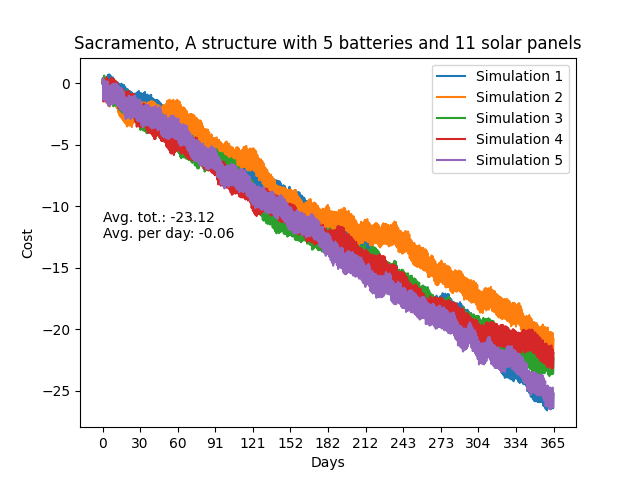 Sacramento, A structure with 5 batteries and 11 solar panels
Simulation 1
Simulation 2
Simulation 3
Simulation 4
Simulation 5
Avg. tot.: -23.12
Avg. per day: -0.06
Cost
0
−5
−10
−15
−20
−25
0 30 60 91 121 152 182 212 243 273 304 334 365
Days